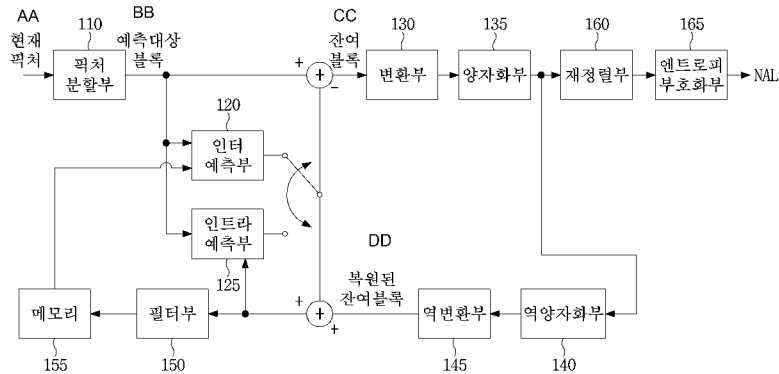 AA
현재
픽처
110
픽처
분할부
BB
예측대상
블록
CC
잔여
블록
130
변환부
135
양자화부
160
재정렬부
165
엔트로피
부호화부
NAL
+
+
−
120
인터
예측부
인트라
예측부
125
DD
복원된
잔여블록
메모리
155
필터부
150
+
+
+
역변환부
145
역양자화부
140